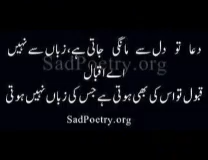 دعا تو دل سے مانگی جاتی ہے، زباں سے نہیں
اے اقبال
SadPoetry.org
قبول تو اس کی بھی ہوتی ہے جس کی زباں نہیں ہوتی
SadPoetry.org